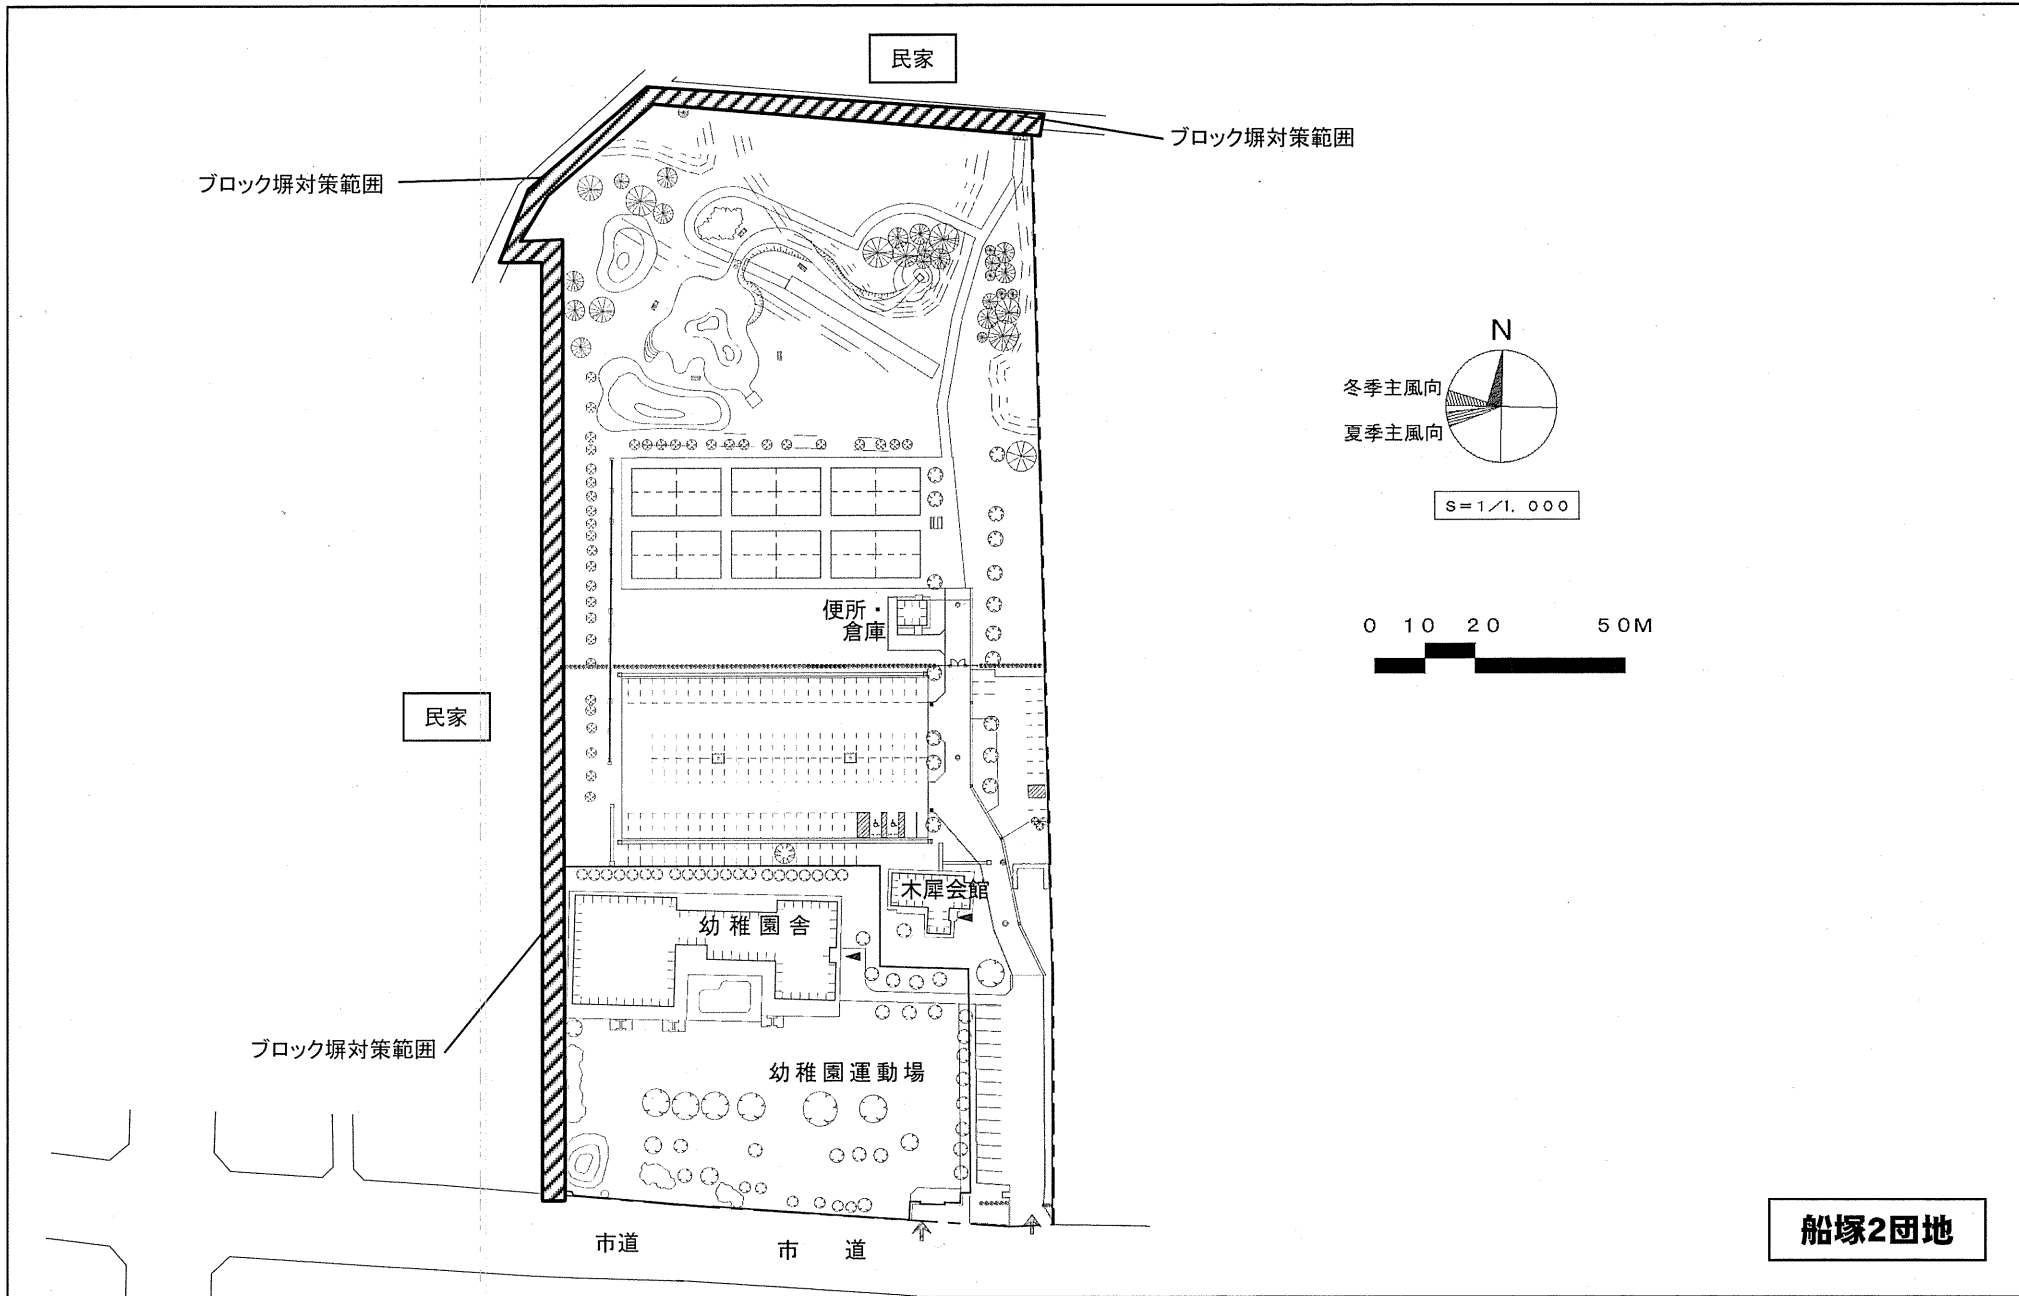 民家
ブロック塀対策範囲
ブロック塀対策範囲
N
冬季主風向
夏季主風向
S=1/1,000
便所・
倉庫
0 10 20 50M
民家
木犀会館
幼稚園舎
ブロック塀対策範囲
幼稚園運動場
市道
市道
船塚2団地